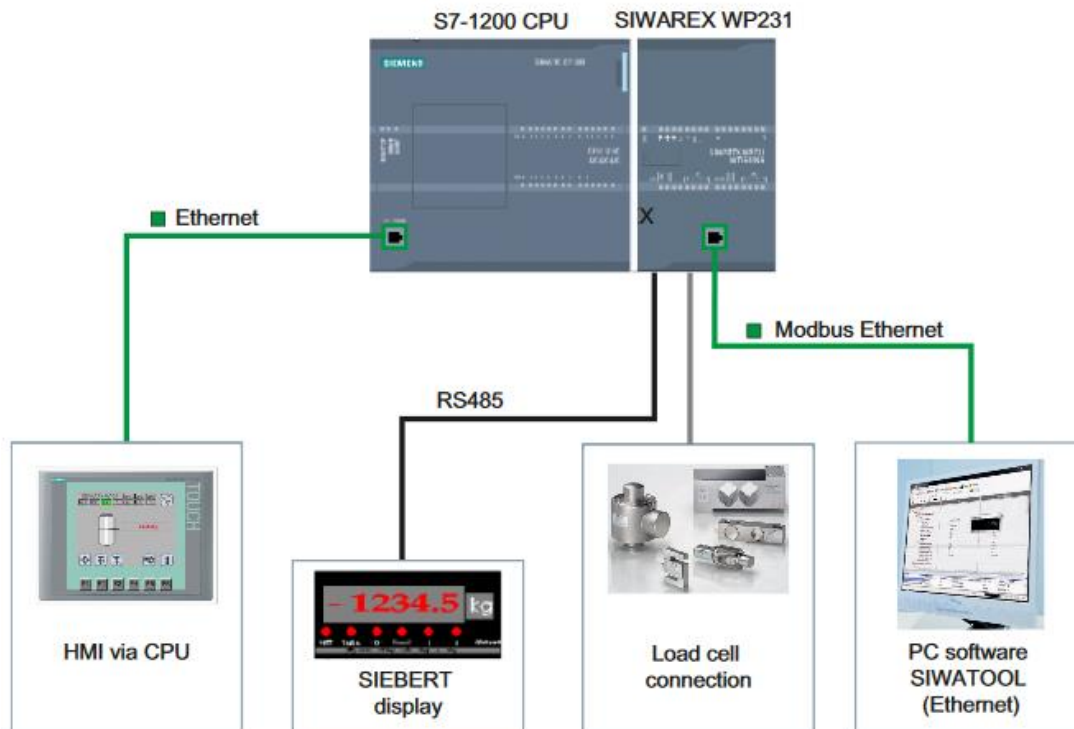 S7-1200 CPU
SIWAREX WP231
SIEMENS
X
Ethernet
Modbus Ethernet
RS485
TOUCH
- 1234.5 kg
HMI via CPU
SIEBERT
display
Load cell
connection
PC software
SIWATOOL
(Ethernet)